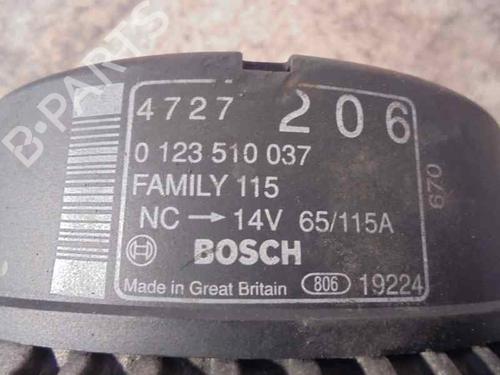 4727 206
0 123 510 037
FAMILY 115
NC → 14V 65/115A
BOSCH
Made in Great Britain 806 19224
670
B-PARTS